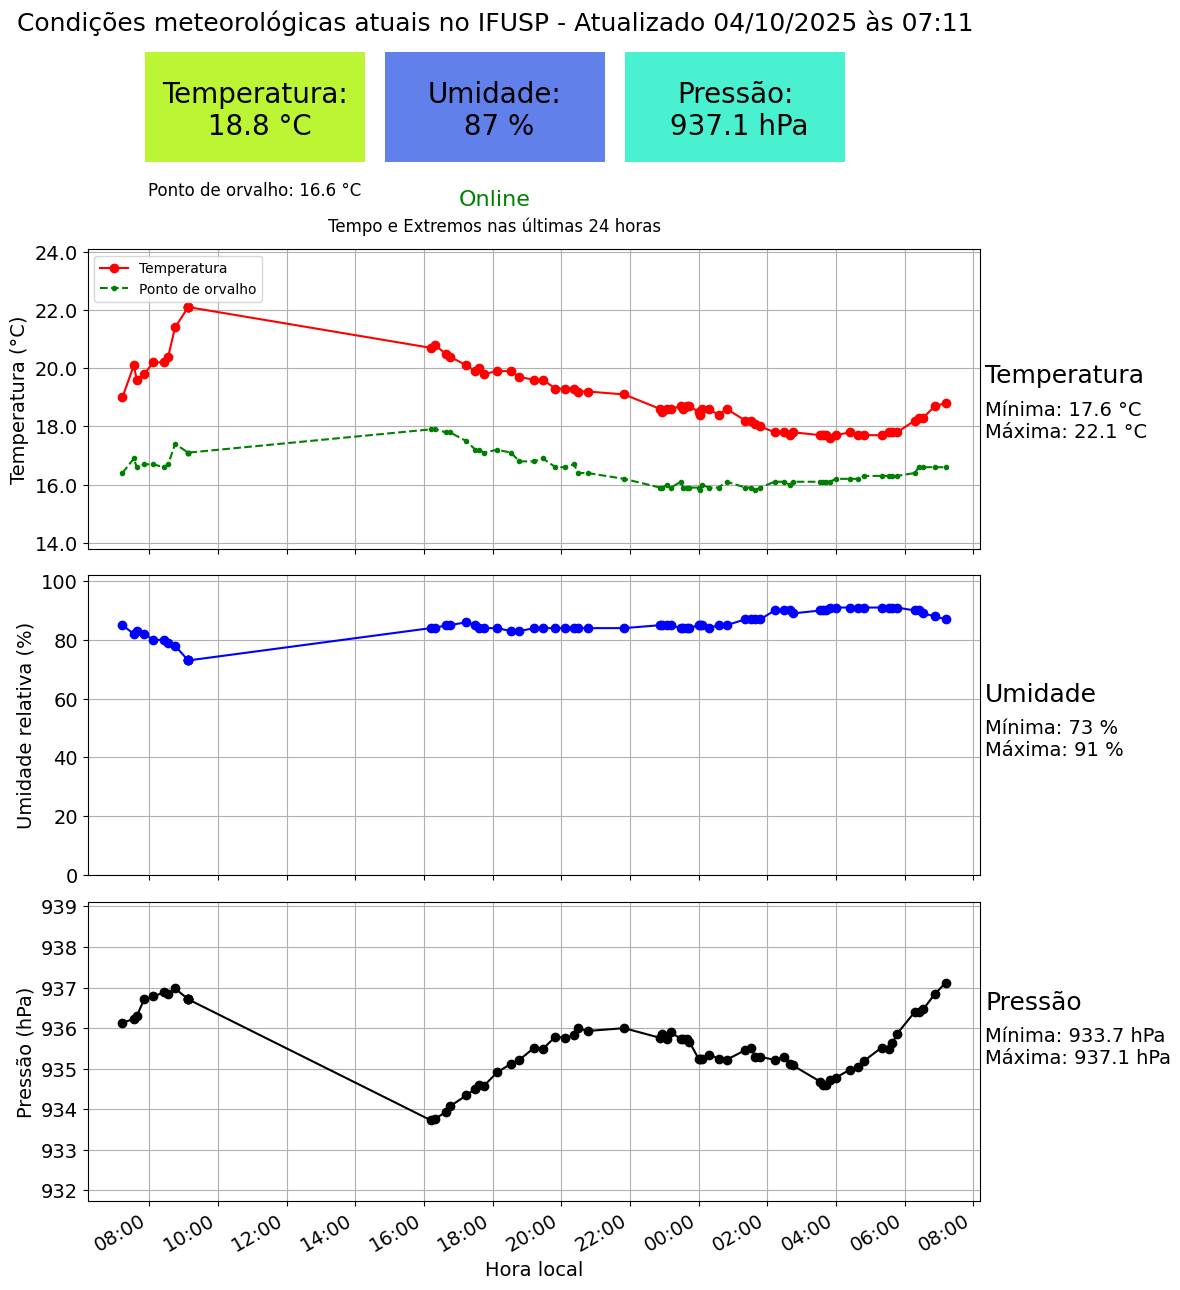 Condições meteorológicas atuais no IFUSP - Atualizado 04/10/2025 às 07:11
Temperatura:
18.8 °C
Umidade:
87 %
Pressão:
937.1 hPa
Ponto de orvalho: 16.6 °C
Online
Tempo e Extremos nas últimas 24 horas
24.0
22.0
20.0
18.0
16.0
14.0
Temperatura (°C)
Temperatura
Ponto de orvalho
Temperatura
Mínima: 17.6 °C
Máxima: 22.1 °C
100
80
60
40
20
0
Umidade relativa (%)
Umidade
Mínima: 73 %
Máxima: 91 %
939
938
937
936
935
934
933
932
Pressão (hPa)
Pressão
Mínima: 933.7 hPa
Máxima: 937.1 hPa
08:00
10:00
12:00
14:00
16:00
18:00
20:00
22:00
00:00
02:00
04:00
06:00
08:00
Hora local